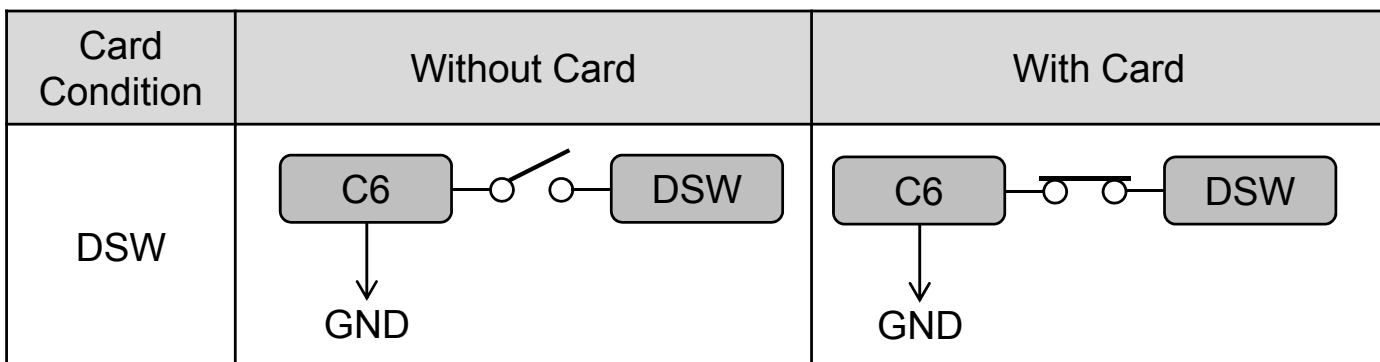 Card
Condition
Without Card
With Card
DSW
C6
DSW
GND
C6
DSW
GND